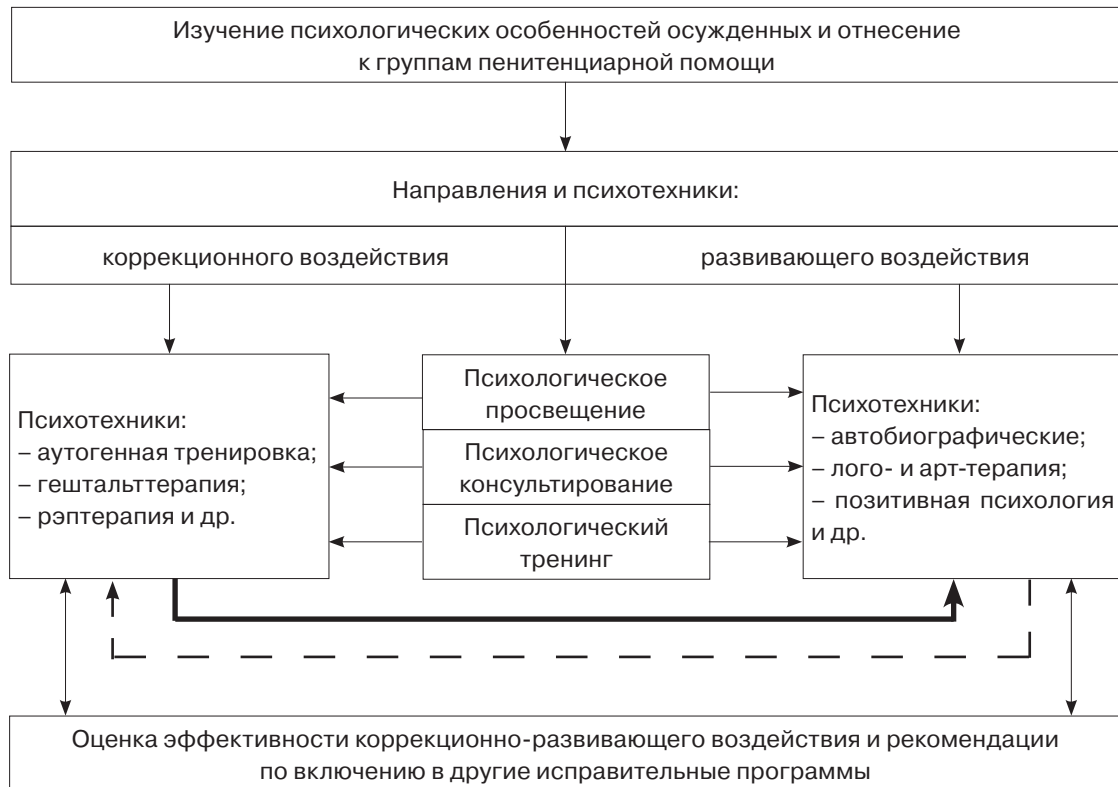 Изучение психологических особенностей осужденных и отнесение
к группам пенитенциарной помощи
Направления и психотехники:
коррекционного воздействия
развивающего воздействия
Психотехники:
– аутогенная тренировка;
– гештальттерапия;
– рэптерапия и др.
Психологическое
просвещение
Психологическое
консультирование
Психологический
тренинг
Психотехники:
– автобиографические;
– лого- и арт-терапия;
– позитивная психология
и др.
Оценка эффективности коррекционно-развивающего воздействия и рекомендации
по включению в другие исправительные программы